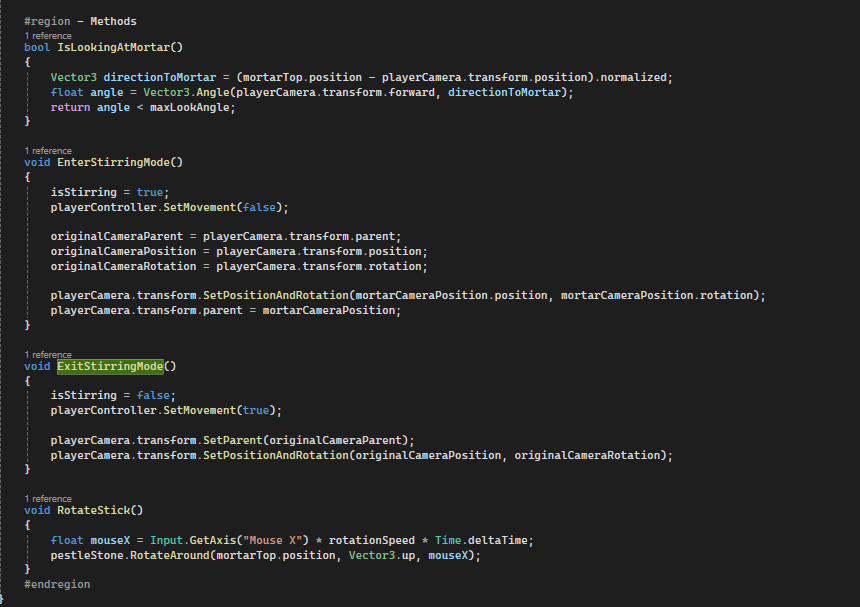 #region - Methods
1 reference
bool IsLookingAtMortar()
{
Vector3 directionToMortar = (mortarTop.position - playerCamera.transform.position).normalized;
float angle = Vector3.Angle(playerCamera.transform.forward, directionToMortar);
return angle < maxLookAngle;
}
1 reference
void EnterStirringMode()
{
isStirring = true;
playerController.SetMovement(false);
originalCameraParent = playerCamera.transform.parent;
originalCameraPosition = playerCamera.transform.position;
originalCameraRotation = playerCamera.transform.rotation;
playerCamera.transform.SetPositionAndRotation(mortarCameraPosition.position, mortarCameraPosition.rotation);
playerCamera.transform.parent = mortarCameraPosition;
}
1 reference
void ExitStirringMode()
{
isStirring = false;
playerController.SetMovement(true);
playerCamera.transform.SetParent(originalCameraParent);
playerCamera.transform.SetPositionAndRotation(originalCameraPosition, originalCameraRotation);
}
1 reference
void RotateStick()
{
float mouseX = Input.GetAxis("Mouse X") * rotationSpeed * Time.deltaTime;
pestleStone.RotateAround(mortarTop.position, Vector3.up, mouseX);
}
#endregion
}